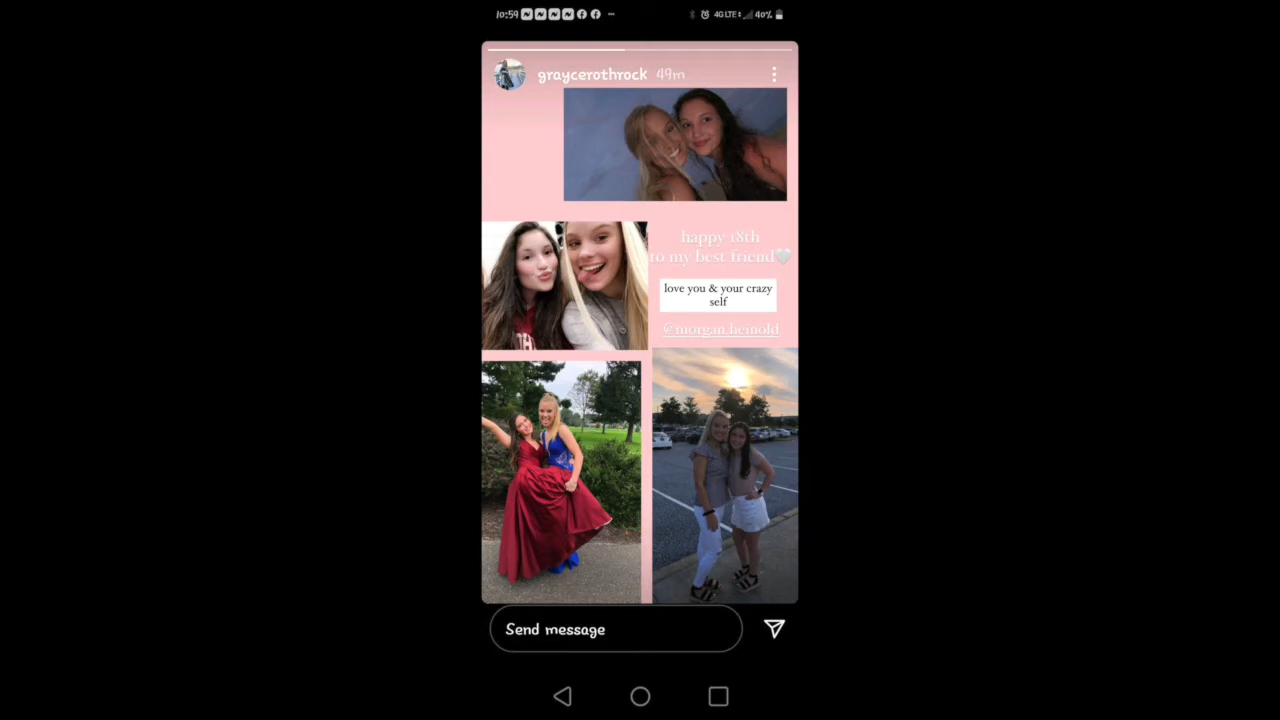 10:59
4G LTE 40%
graycerothrock 49m
happy 18th
to my best friend🤍
love you & your crazy
self
@morgan.heinold
Send message